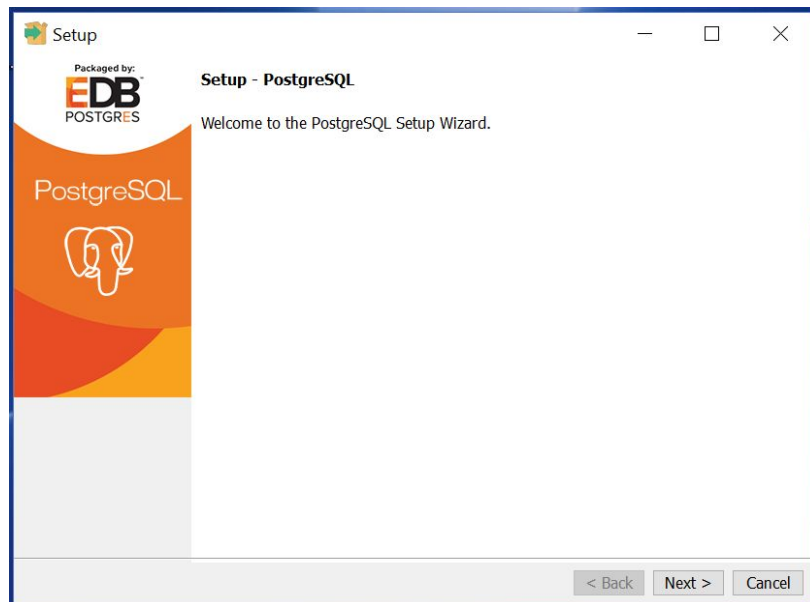 Setup
Packaged by:
EDB
POSTGRES
PostgreSQL
Setup - PostgreSQL
Welcome to the PostgreSQL Setup Wizard.
< Back
Next >
Cancel